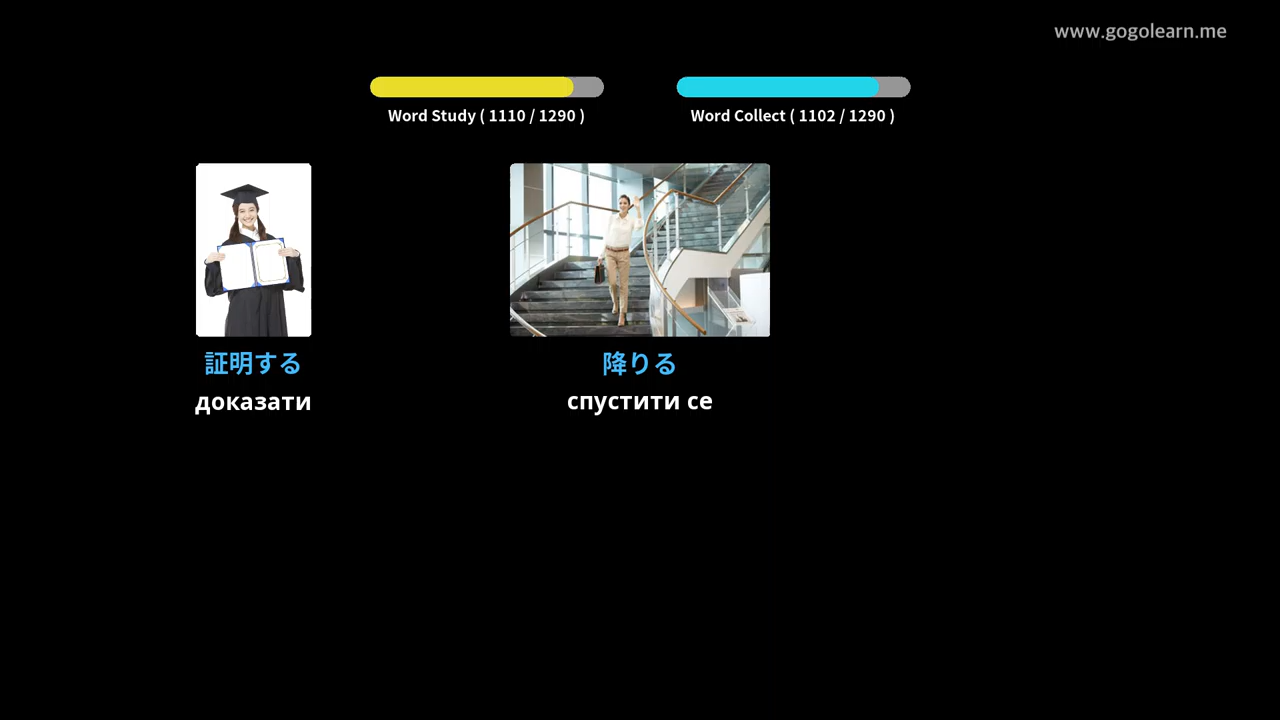 www.gogolearn.me
Word Study ( 1110 / 1290 )
Word Collect ( 1102 / 1290 )
証明する
доказати
降りる
спустити се